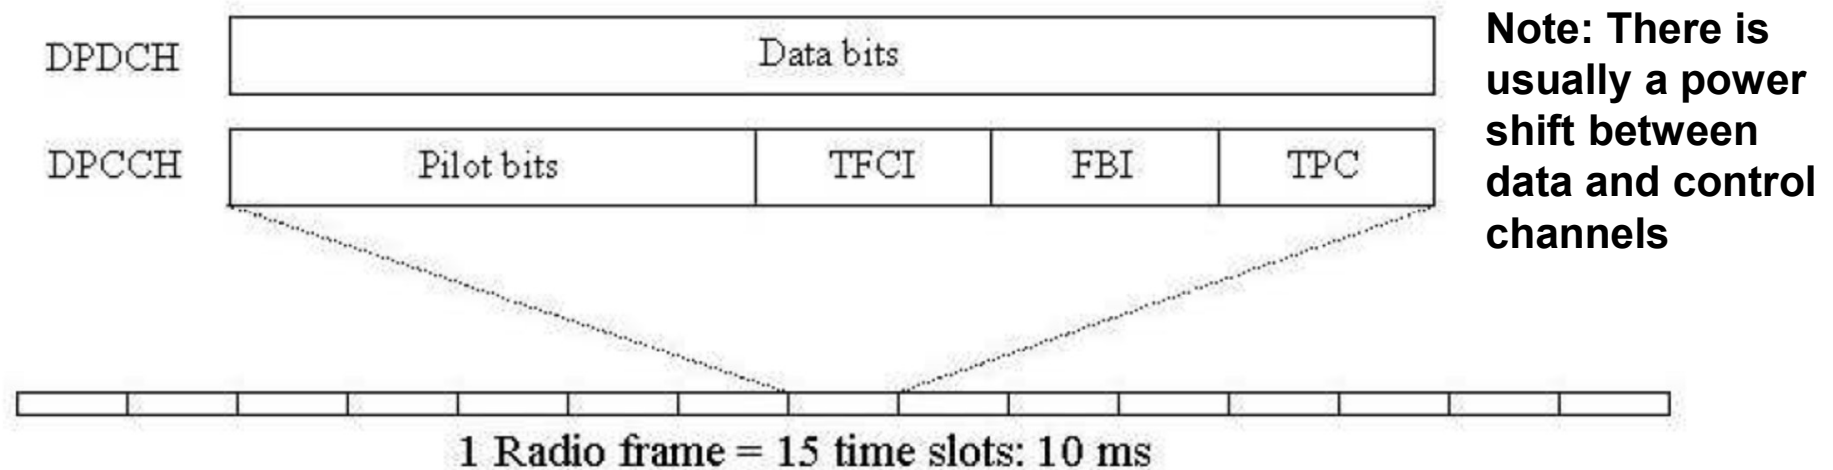 DPDCH Data bits
DPCCH Pilot bits TFCI FBI TPC
1 Radio frame = 15 time slots: 10 ms
Note: There is
usually a power
shift between
data and control
channels